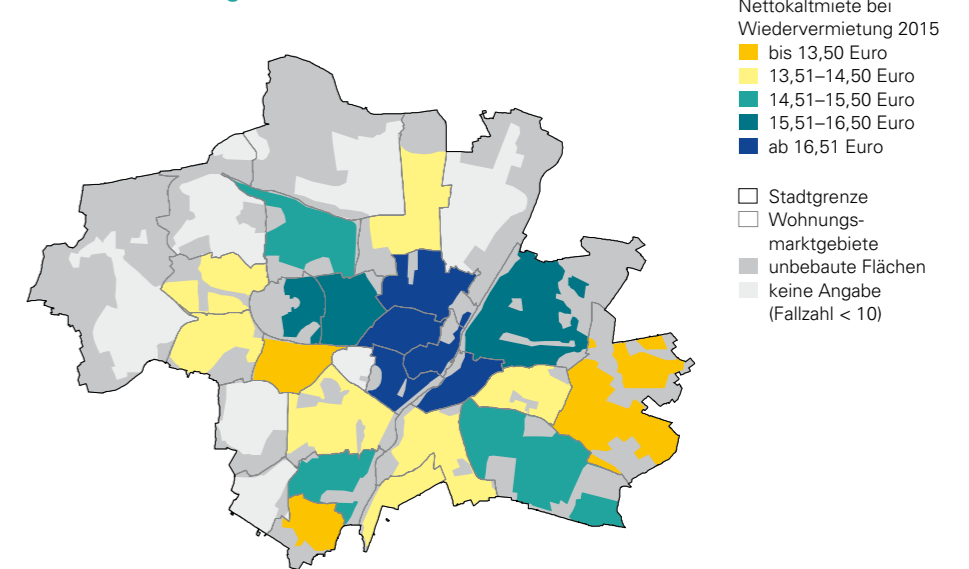 Nettokaltmiete bei
Wiedervermietung 2015
bis 13,50 Euro
13,51–14,50 Euro
14,51–15,50 Euro
15,51–16,50 Euro
ab 16,51 Euro
Stadtgrenze
Wohnungs-
marktgebiete
unbebaute Flächen
keine Angabe
(Fallzahl < 10)